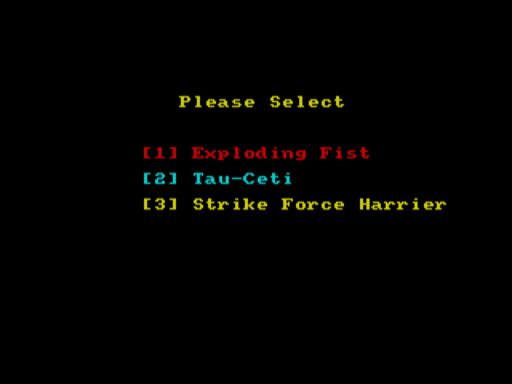 Please Select
[1] Exploding Fist
[2] Tau-Ceti
[3] Strike Force Harrier